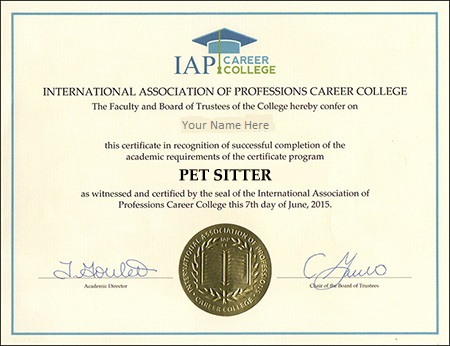 IAP CAREER
COLLEGE
INTERNATIONAL ASSOCIATION OF PROFESSIONS CAREER COLLEGE
The Faculty and Board of Trustees of the College hereby confer on
Your Name Here
this certificate in recognition of successful completion of the
academic requirements of the certificate program
PET SITTER
as witnessed and certified by the seal of the International Association of
Professions Career College this 7th day of June, 2015.
INTERNATIONAL ASSOCIATION OF PROFESSIONS
IAP
CAREER COLLEGE
Academic Director
Chair of the Board of Trustees